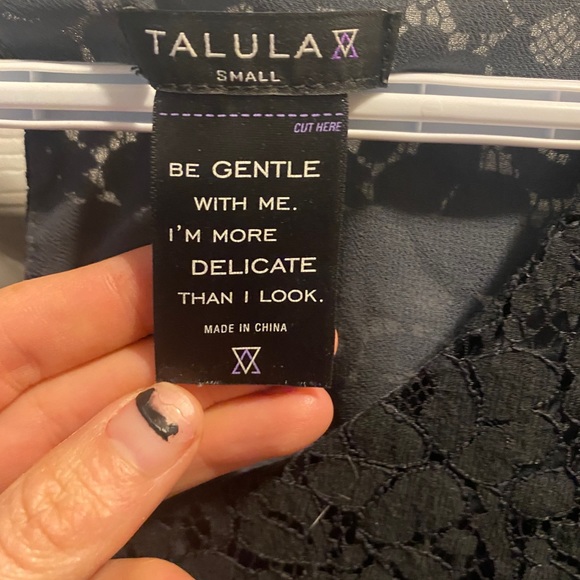 TALULA
SMALL
CUT HERE
BE GENTLE
WITH ME.
I'M MORE
DELICATE
THAN I LOOK.
MADE IN CHINA